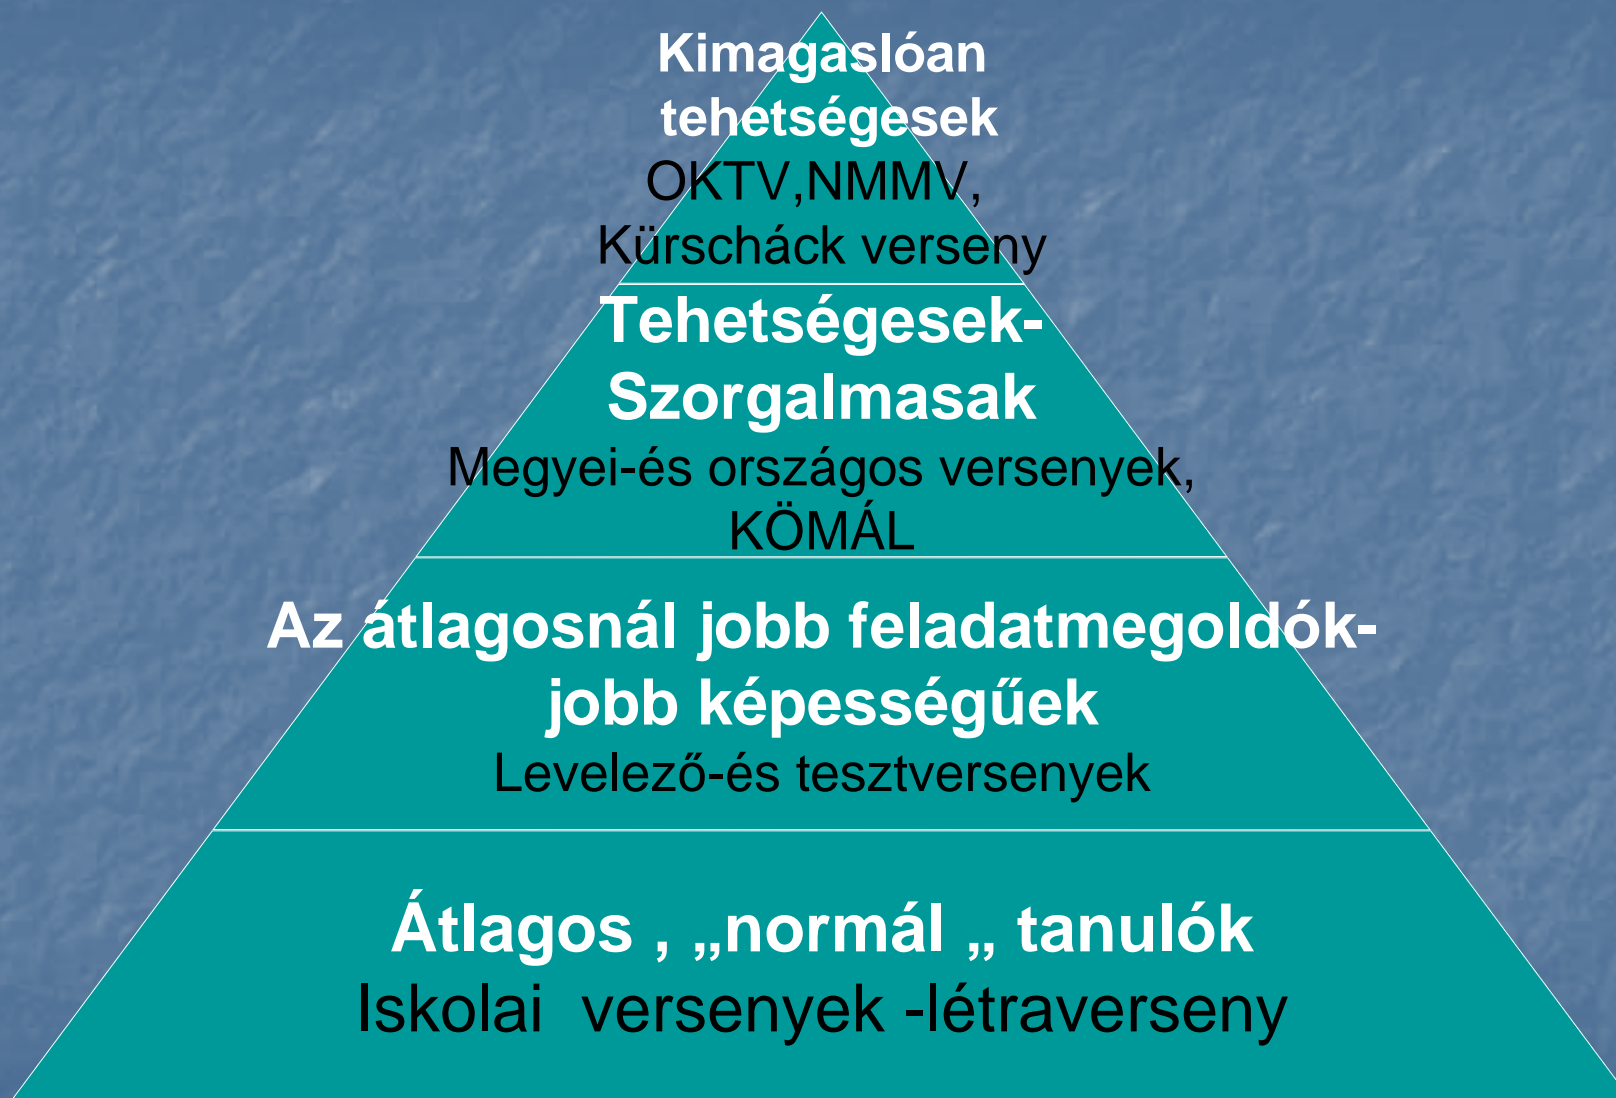 Kimagaslóan
tehetségesek
OKTV,NMMV,
Kürscháck verseny
Tehetségesek-
Szorgalmasak
Megyei-és országos versenyek,
KÖMÁL
Az átlagosnál jobb feladatmegoldók-
jobb képességűek
Levelező-és tesztversenyek
Átlagos , „normál „ tanulók
Iskolai  versenyek -létraverseny